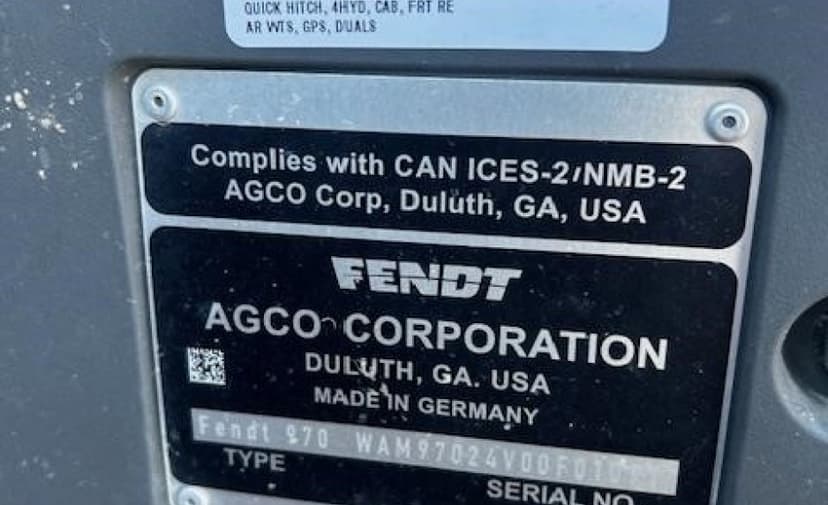 QUICK HITCH, 4HYD, CAB, FRT RE
AR WTS, GPS, DUALS
Complies with CAN ICES-2/NMB-2
AGCO Corp, Duluth, GA, USA
FENDT
AGCO CORPORATION
DULUTH, GA. USA
MADE IN GERMANY
Fendt 970
TYPE
SERIAL NO